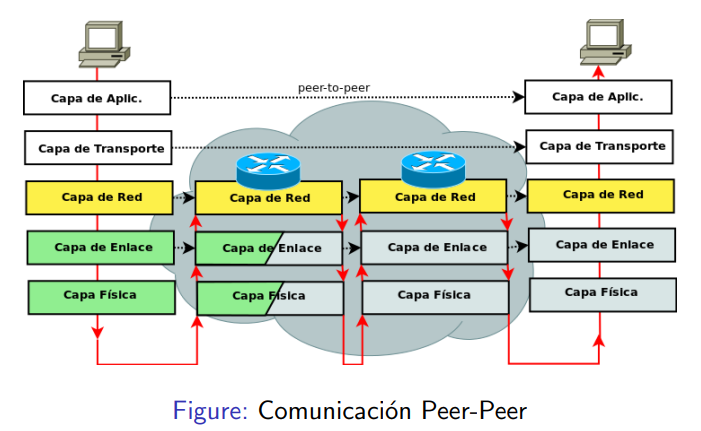 peer-to-peer
Capa de Aplic. Capa de Aplic.
Capa de Transporte Capa de Transporte
Capa de Red Capa de Red Capa de Red Capa de Red
Capa de Enlace Capa de Enlace Capa de Enlace Capa de Enlace
Capa Física Capa Física Capa Física Capa Física
Figure: Comunicación Peer-Peer